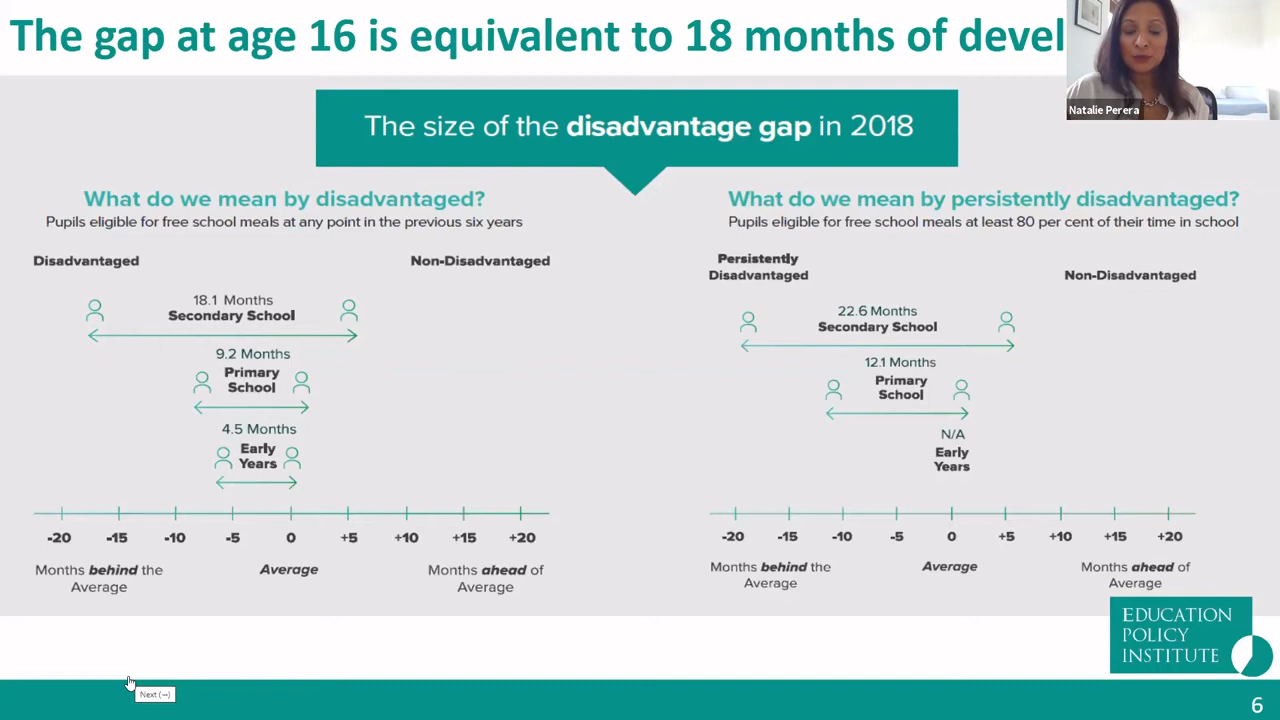 The gap at age 16 is equivalent to 18 months of devel
Natalie Perera
The size of the disadvantage gap in 2018
What do we mean by disadvantaged?
Pupils eligible for free school meals at any point in the previous six years
Disadvantaged
Non-Disadvantaged
18.1 Months
Secondary School
9.2 Months
Primary
School
4.5 Months
Early
Years
-20 -15 -10 -5 0 +5 +10 +15 +20
Months behind the
Average
Average
Months ahead of
Average
What do we mean by persistently disadvantaged?
Pupils eligible for free school meals at least 80 per cent of their time in school
Persistently
Disadvantaged
Non-Disadvantaged
22.6 Months
Secondary School
12.1 Months
Primary
School
N/A
Early
Years
-20 -15 -10 -5 0 +5 +10 +15 +20
Months behind the
Average
Average
Months ahead of
Average
EDUCATION
POLICY
INSTITUTE
Next (→)
6